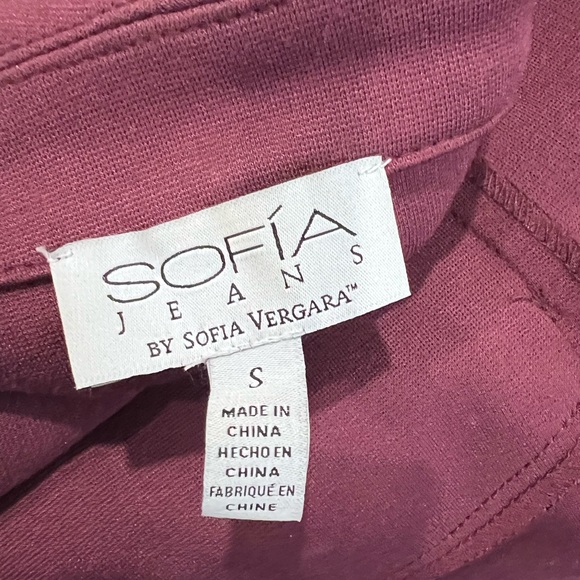 SOFÍA
JEANS
BY SOFIA VERGARA™
S
MADE IN
CHINA
HECHO EN
CHINA
FABRIQUÉ EN
CHINE